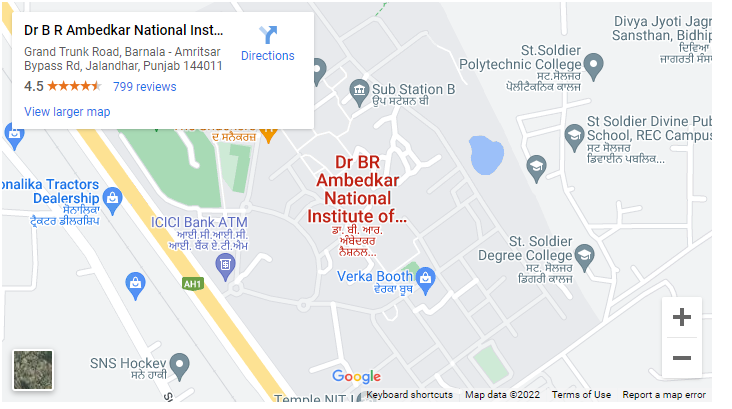 Dr B R Ambedkar National Inst...
Grand Trunk Road, Barnala - Amritsar
Bypass Rd, Jalandhar, Punjab 144011
4.5
799 reviews
View larger map
Directions
Sub Station B
ਉਪ ਸਟੇਸ਼ਨ ਬੀ
St.Soldier
Polytechnic College
ਸਟ.ਸੋਲਜਰ
ਪੋਲੀਟੈਕਨਿਕ ਕਾਲਜ
Divya Jyoti Jagr
Sansthan, Bidhip
ਦਿਵਿਆ
ਜਾਗਰਤੀ ਸੰਸ
St Soldier Divine Pub
School, REC Campus
ਸਟ ਸੋਲਜਰ
ਡਿਵਾਈਨ ਪਬਲਿਕ...
ਦ ਸਨੈਕਰਜ਼
onalika Tractors
Dealership
ਸੋਨਾਲਿਕਾ
ਟ੍ਰੈਕਟਰ ਡੀਲਰਸ਼ਿਪ
ICICI Bank ATM
ਆਈ.ਸੀ.ਆਈ.ਸੀ.
ਆਈ. ਬੈਂਕ ਏ.ਟੀ.ਐਮ
Dr BR
Ambedkar
National
Institute of...
ਡਾ. ਬੀ. ਆਰ.
ਅੰਬੇਦਕਰ
ਨੈਸ਼ਨਲ...
Verka Booth
ਵੇਰਕਾ ਬੂਥ
St. Soldier
Degree College
ਸਟ. ਸੋਲਜਰ
ਡਿਗਰੀ ਕਾਲਜ
AH1
SNS Hockey
ਸਨੇ ਹਾਕੀ
Temple NIT J
Google
Keyboard shortcuts
Map data ©2022
Terms of Use
Report a map error